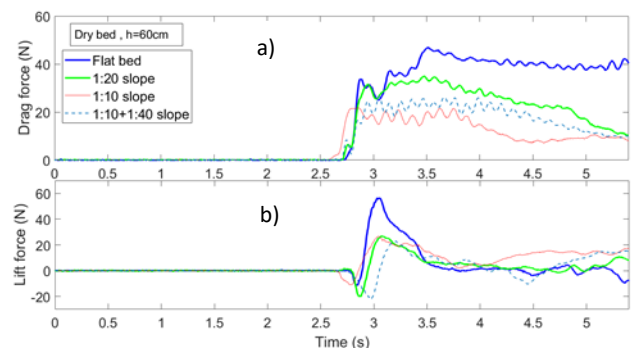 Dry bed , h=60cm
a)
Flat bed
1:20 slope
1:10 slope
1:10+1:40 slope
Drag force (N)
60
40
20
0
0 0.5 1 1.5 2 2.5 3 3.5 4 4.5 5
b)
Lift force (N)
60
40
20
0
-20
0 0.5 1 1.5 2 2.5 3 3.5 4 4.5 5
Time (s)